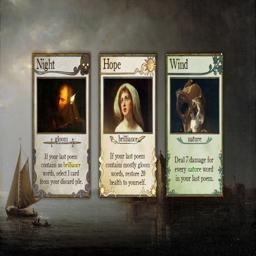 Night
gloom
If your last poem
contains no brilliance
words, select 1 card
from your discard pile.
Hope
brilliance
If your last poem
contains mostly gloom
words, restore 20
health to yourself.
Wind
nature
Deal 7 damage for
every nature word
in your last poem.